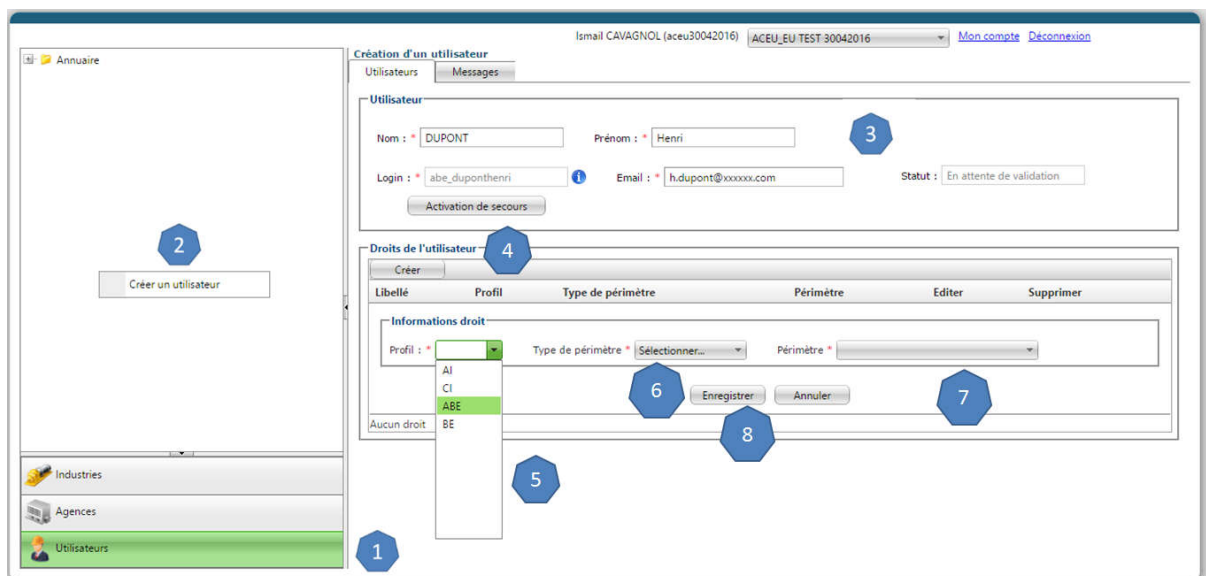 Ismail CAVAGNOL (aceu30042016) ACEU_EU TEST 30042016 Mon compte Déconnexion
Annuaire
Création d'un utilisateur
Utilisateurs Messages
Utilisateur
Nom : * DUPONT Prénom : * Henri
3
Login : * abe_duponthenri Email : * h.dupont@xxxxxx.com Statut : En attente de validation
Activation de secours
2
Créer un utilisateur
4
Droits de l'utilisateur
Créer
Libellé Profil Type de périmètre Périmètre Editer Supprimer
Informations droit
Profil : * Type de périmètre * Sélectionner... Périmètre *
AI
CI
ABE
BE
6
Enregistrer Annuler
7
8
Aucun droit
5
Industries
Agences
Utilisateurs
1